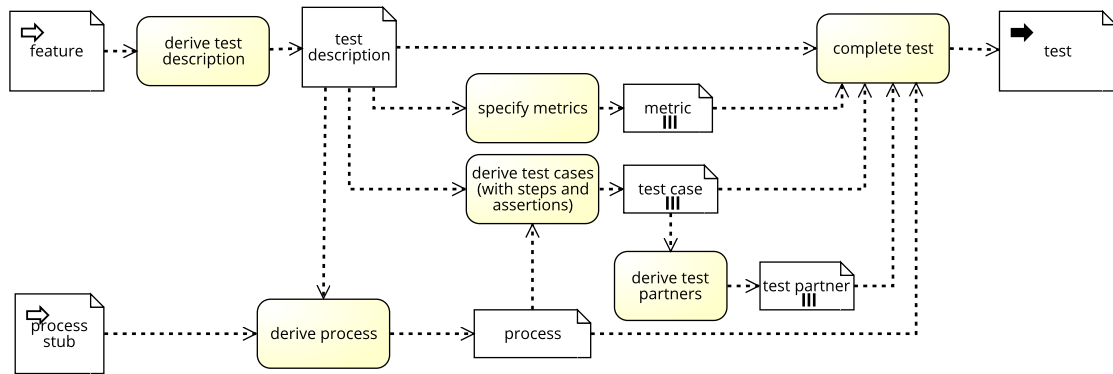 feature
derive test
description
test
description
complete test
test
specify metrics
metric
derive test cases
(with steps and
assertions)
test case
derive test
partners
test partner
process
stub
derive process
process